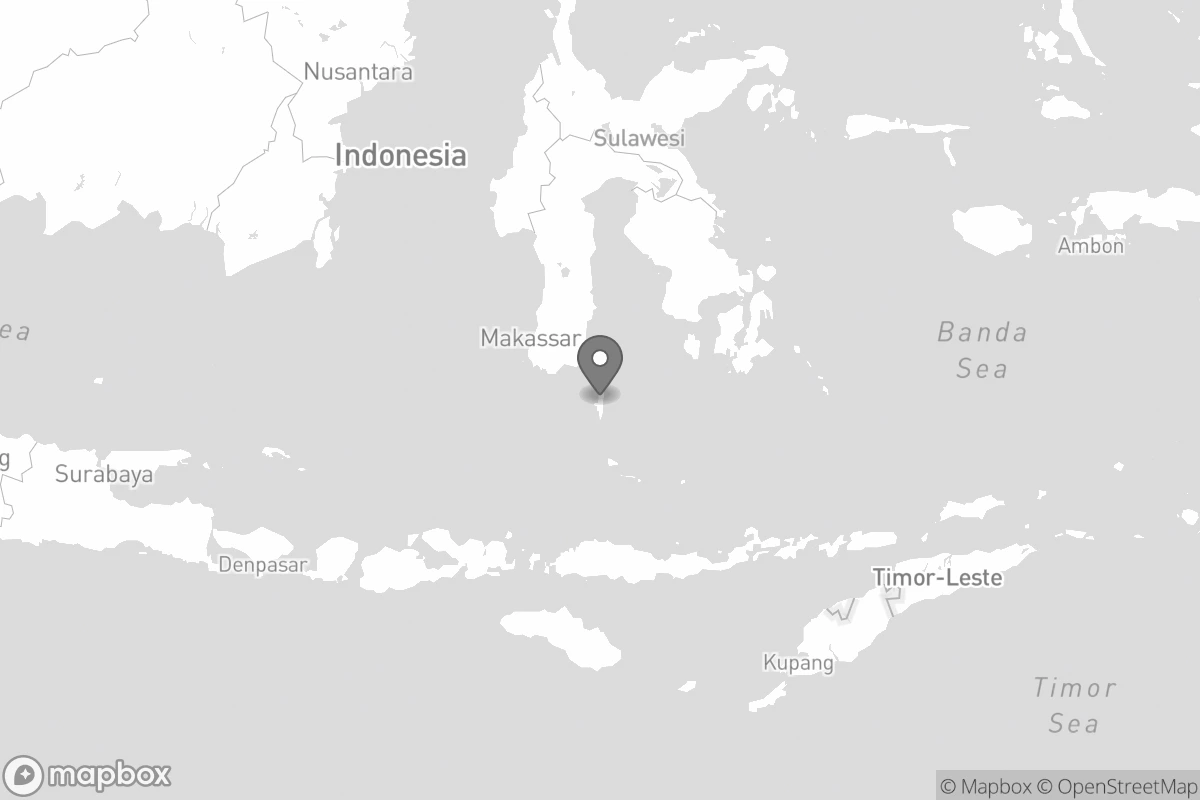 Nusantara
Sulawesi
Indonesia
Ambon
ea
Makassar
Banda
Sea
g
Surabaya
Denpasar
Timor-Leste
Kupang
Timor
Sea
mapbox
© Mapbox © OpenStreetMap